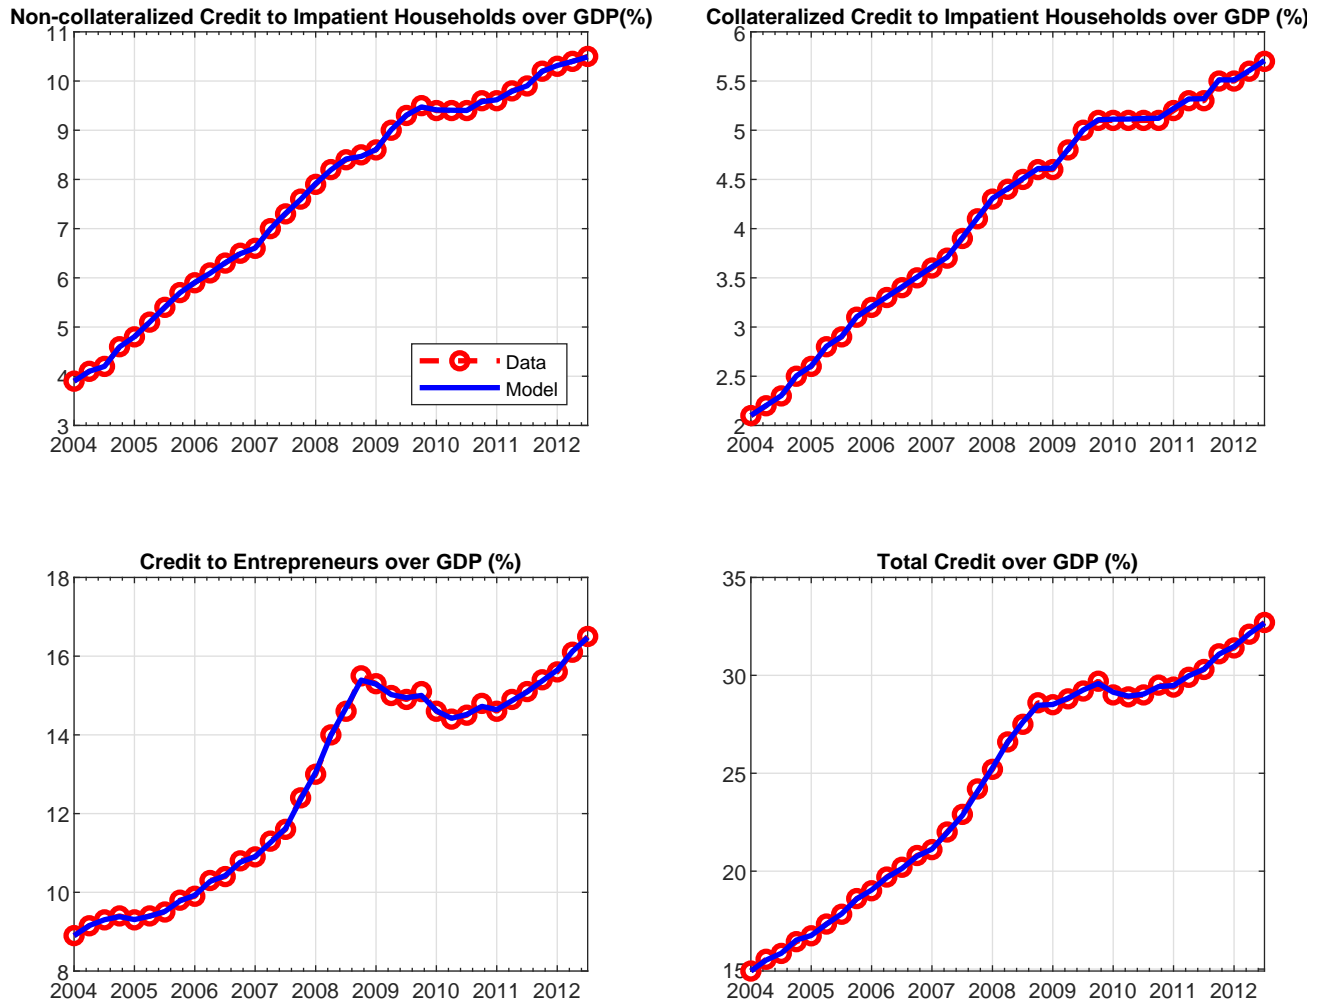 Non-collateralized Credit to Impatient Households over GDP(%)
11
10
9
8
7
6
5
4
3
2004 2005 2006 2007 2008 2009 2010 2011 2012
Data
Model
Collateralized Credit to Impatient Households over GDP (%)
6
5.5
5
4.5
4
3.5
3
2.5
2
2004 2005 2006 2007 2008 2009 2010 2011 2012
Credit to Entrepreneurs over GDP (%)
18
16
14
12
10
8
2004 2005 2006 2007 2008 2009 2010 2011 2012
Total Credit over GDP (%)
35
30
25
20
15
2004 2005 2006 2007 2008 2009 2010 2011 2012